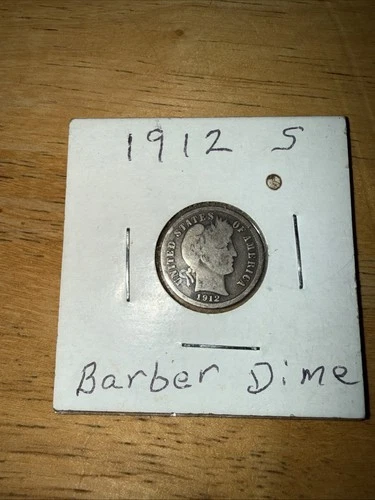 1912 S
UNITED STATES OF AMERICA
1912
Barber Dime